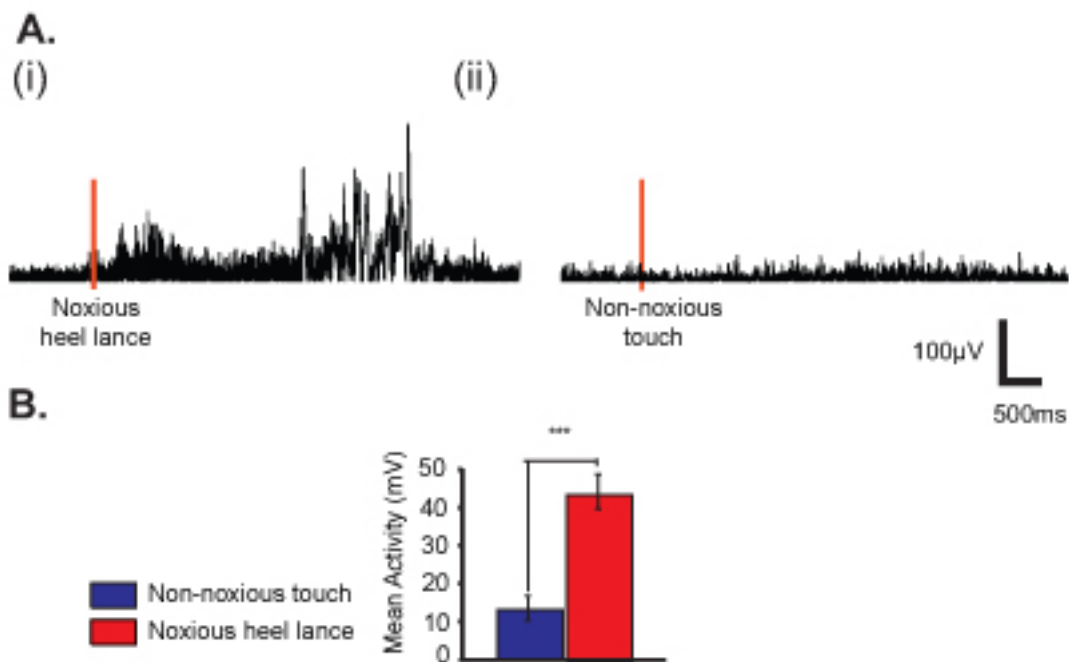 A.
(i)
(ii)
Noxious
heel lance
Non-noxious
touch
100µV
500ms
B.
***
Mean Activity (mV)
50
40
30
20
10
0
Non-noxious touch
Noxious heel lance